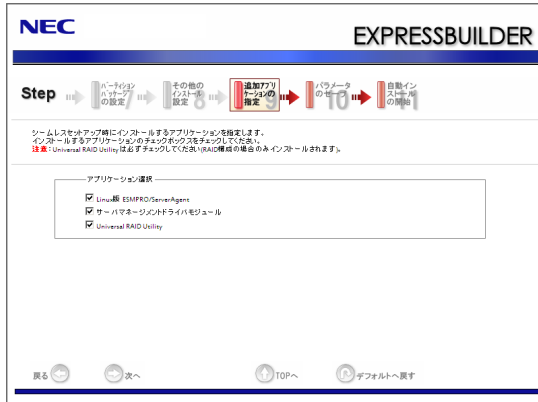 NEC
EXPRESSBUILDER
Step
パーティション
パッケージ
の設定
7
その他の
インストール
設定
8
追加アプリ
ケーションの
指定
9
パラメータ
のセーブ
10
自動イン
ストール
の開始
11
シームレスセットアップ時にインストールするアプリケーションを指定します。
インストールするアプリケーションのチェックボックスをチェックしてください。
注意:Universal RAID Utilityは必ずチェックしてください(RAID構成の場合のみインストールされます)。
アプリケーション選択
Linux版 ESMPRO/ServerAgent
サーバマネージメントドライバモジュール
Universal RAID Utility
戻る
次へ
TOPへ
デフォルトへ戻す